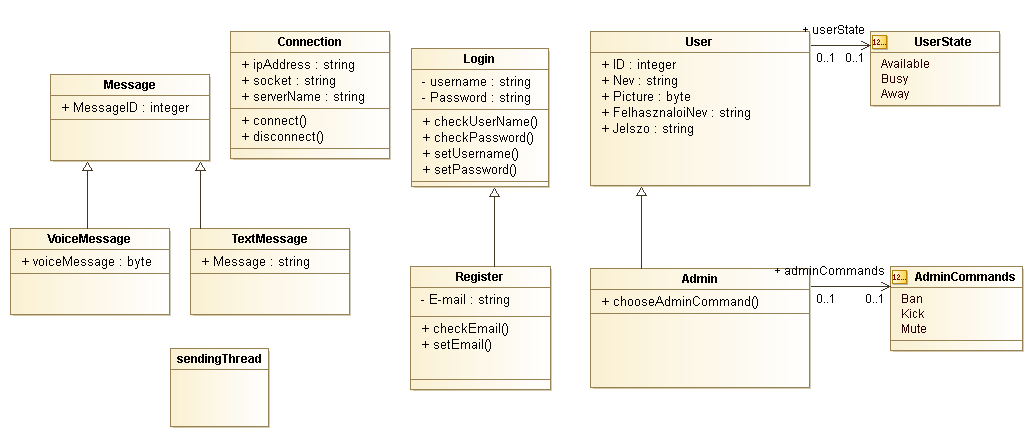 Message
+ MessageID : integer
Connection
+ ipAddress : string
+ socket : string
+ serverName : string
+ connect()
+ disconnect()
Login
- username : string
- Password : string
+ checkUserName()
+ checkPassword()
+ setUsername()
+ setPassword()
User
+ ID : integer
+ Nev : string
+ Picture : byte
+ FelhasznaloiNev : string
+ Jelszo : string
+ userState
0..1 0..1
12... UserState
Available
Busy
Away
VoiceMessage
+ voiceMessage : byte
TextMessage
+ Message : string
Register
- E-mail : string
+ checkEmail()
+ setEmail()
Admin
+ chooseAdminCommand()
+ adminCommands
0..1 0..1
12... AdminCommands
Ban
Kick
Mute
sendingThread